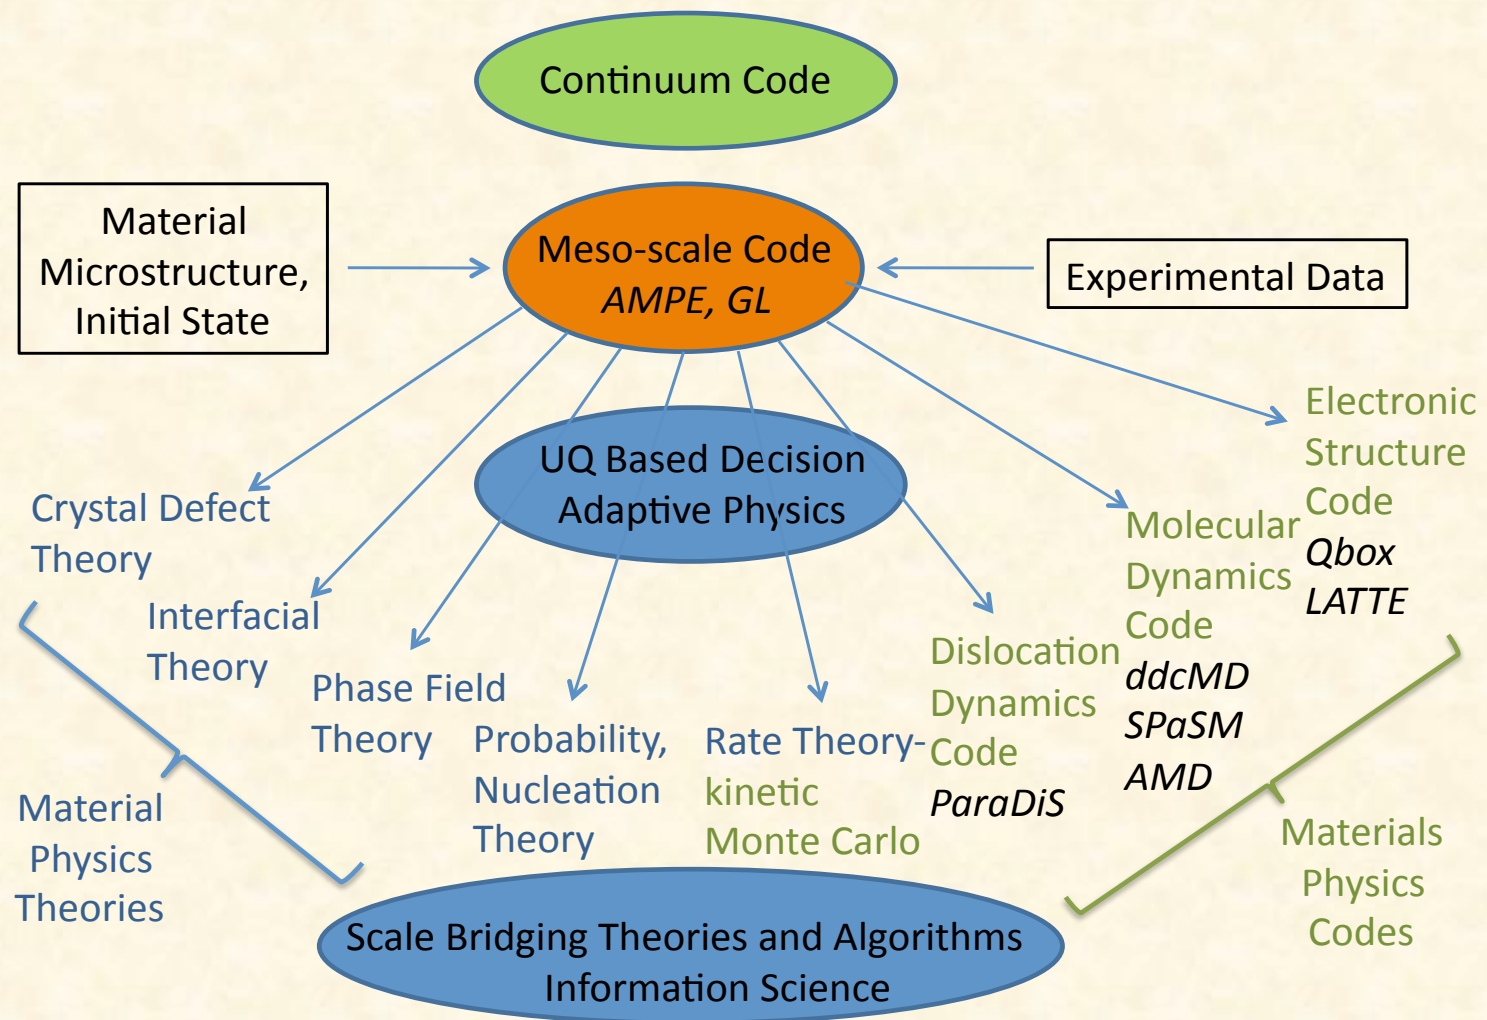 Continuum Code
Material
Microstructure,
Initial State
Meso-scale Code
AMPE, GL
Experimental Data
UQ Based Decision
Adaptive Physics
Crystal Defect
Theory
Interfacial
Theory
Phase Field
Theory
Probability,
Nucleation
Theory
Rate Theory-
kinetic
Monte Carlo
Dislocation
Dynamics
Code
ParaDiS
Molecular
Dynamics
Code
ddcMD
SPaSM
AMD
Electronic
Structure
Code
Qbox
LATTE
Material
Physics
Theories
Materials
Physics
Codes
Scale Bridging Theories and Algorithms
Information Science